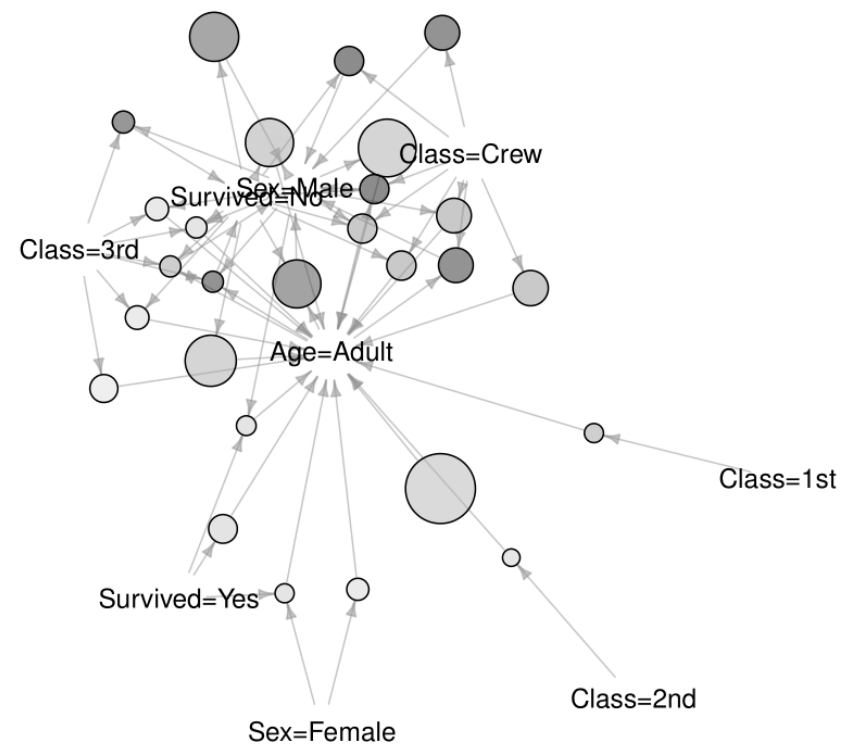 Class=Crew
Sex=Male
Survived=No
Class=3rd
Age=Adult
Class=1st
Survived=Yes
Class=2nd
Sex=Female